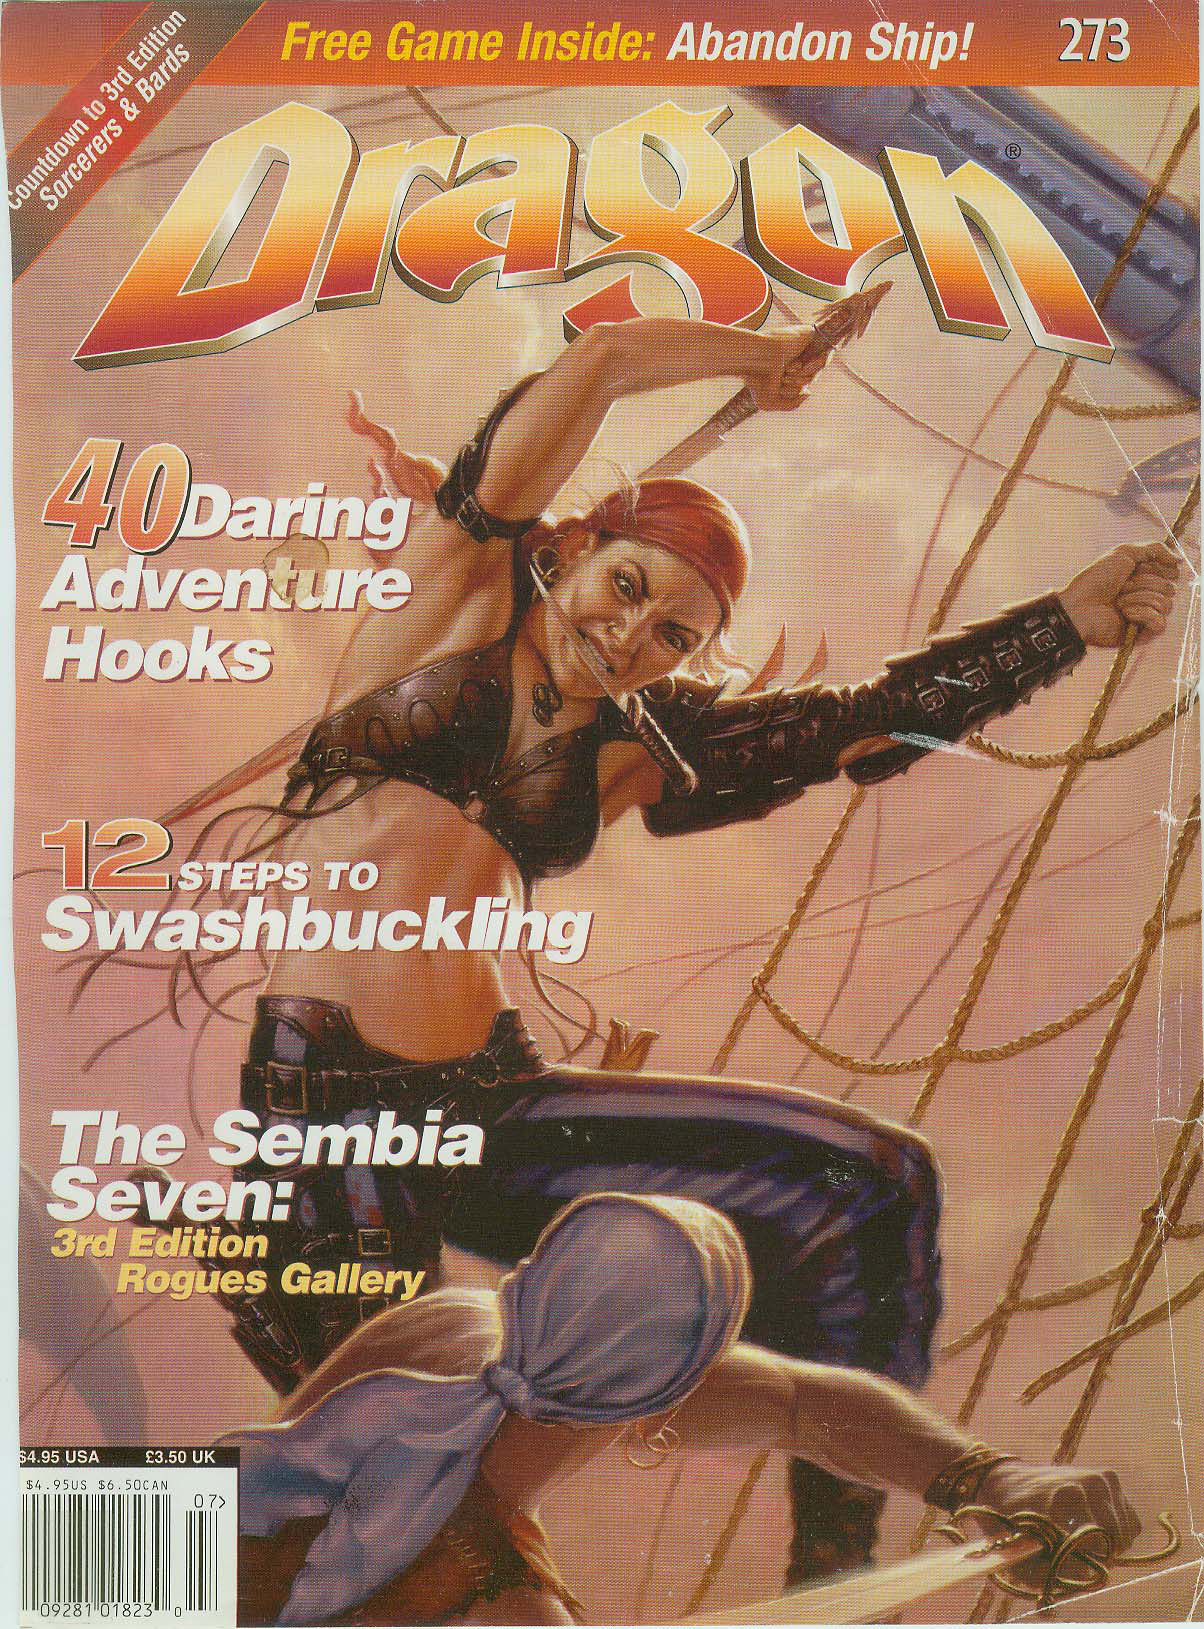 Countdown to 3rd Edition
Sorcerers & Bards
Free Game Inside: Abandon Ship!
273
Dragon®
40 Daring
Adventure
Hooks
12 STEPS TO
Swashbuckling
The Sembia
Seven:
3rd Edition
Rogues Gallery
$4.95 USA £3.50 UK
$4.95US $6.50CAN
07>
09281 01823 0